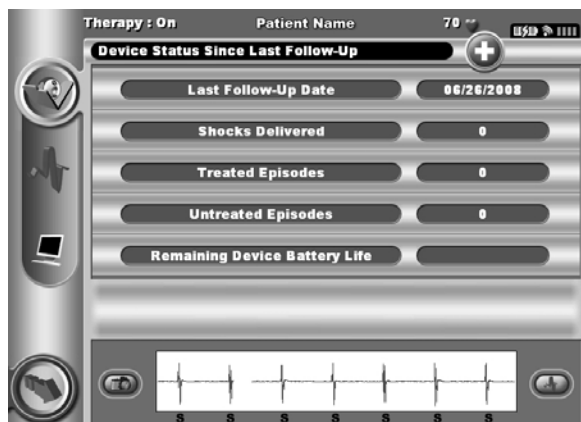 Therapy : On Patient Name 70
Device Status Since Last Follow-Up
Last Follow-Up Date 06/26/2008
Shocks Delivered 0
Treated Episodes 0
Untreated Episodes 0
Remaining Device Battery Life
S S S S S S S